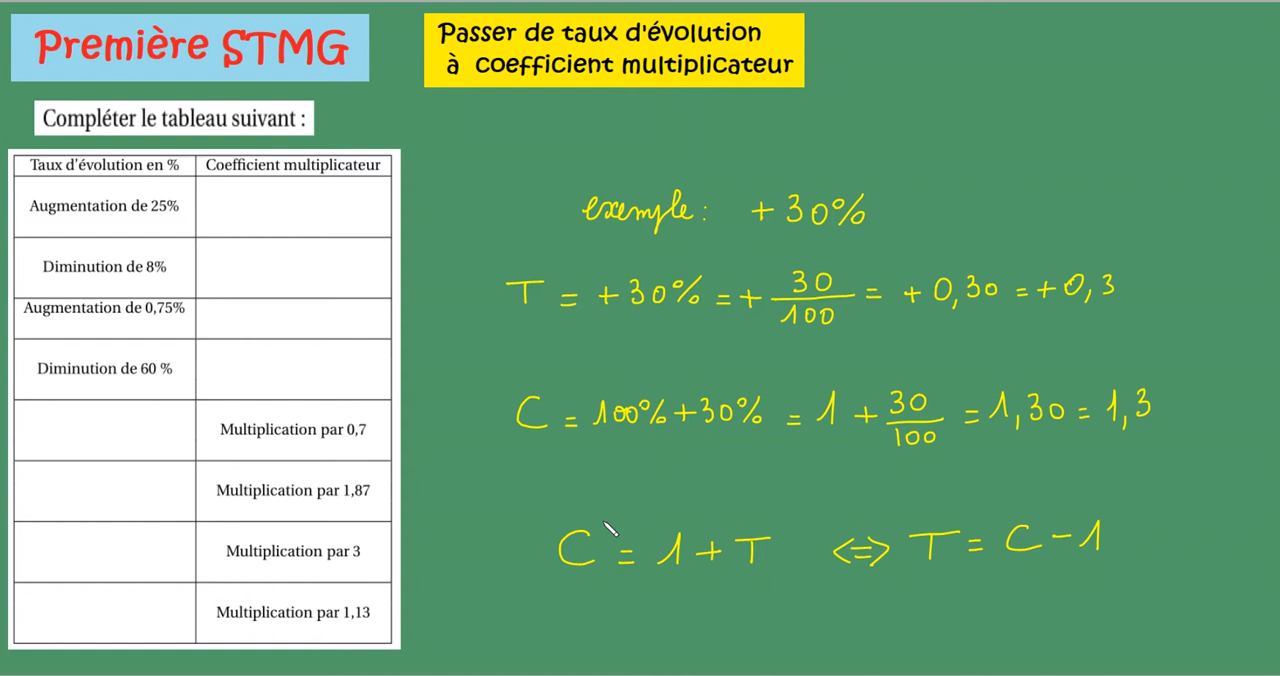 Première STMG
Passer de taux d'évolution
à coefficient multiplicateur
Compléter le tableau suivant :
Taux d'évolution en % Coefficient multiplicateur
Augmentation de 25%
Diminution de 8%
Augmentation de 0,75%
Diminution de 60 %
Multiplication par 0,7
Multiplication par 1,87
Multiplication par 3
Multiplication par 1,13
exemple : +30%
T = +30% = + 30/100 = +0,30 = +0,3
C = 100% + 30% = 1 + 30/100 = 1,30 = 1,3
C = 1 + T <=> T = C - 1